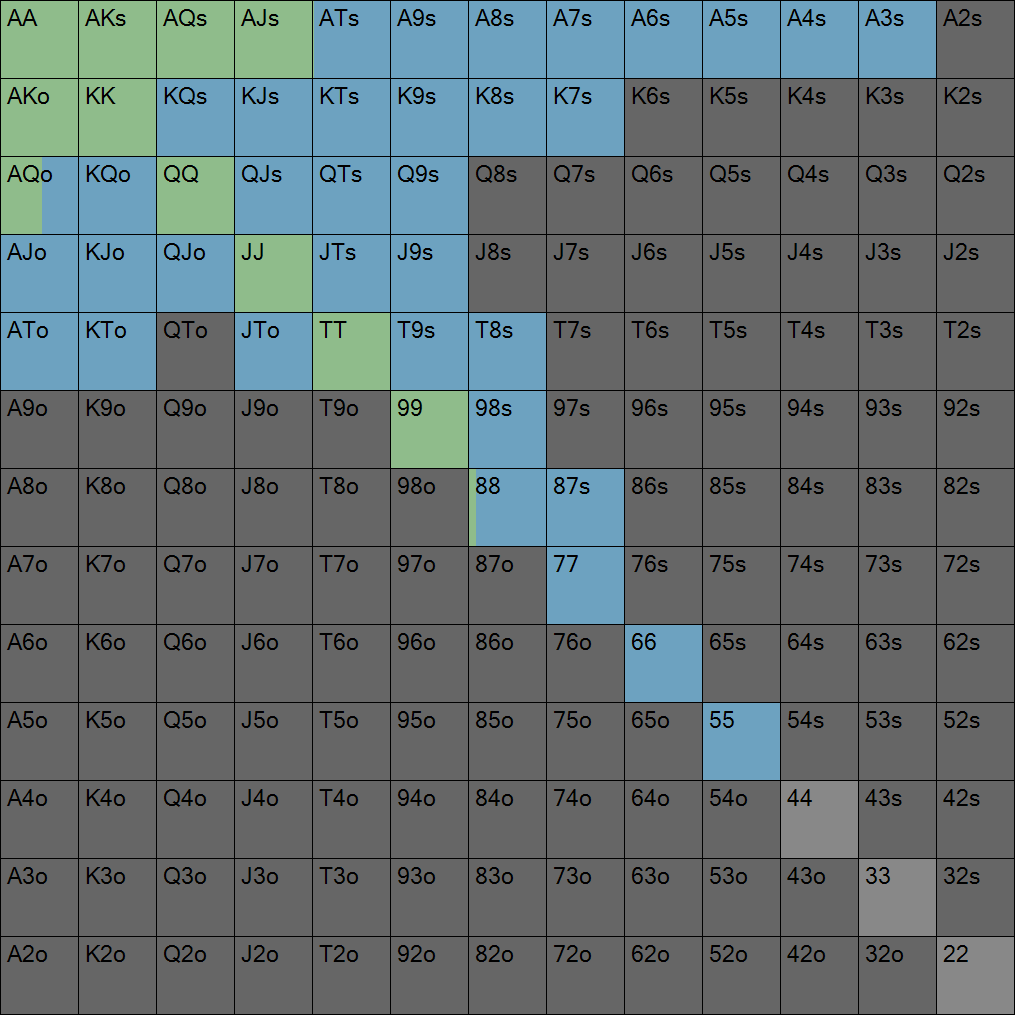 AA AKs AQs AJs ATs A9s A8s A7s A6s A5s A4s A3s A2s
AKo KK KQs KJs KTs K9s K8s K7s K6s K5s K4s K3s K2s
AQo KQo QQ QJs QTs Q9s Q8s Q7s Q6s Q5s Q4s Q3s Q2s
AJo KJo QJo JJ JTs J9s J8s J7s J6s J5s J4s J3s J2s
ATo KTo QTo JTo TT T9s T8s T7s T6s T5s T4s T3s T2s
A9o K9o Q9o J9o T9o 99 98s 97s 96s 95s 94s 93s 92s
A8o K8o Q8o J8o T8o 98o 88 87s 86s 85s 84s 83s 82s
A7o K7o Q7o J7o T7o 97o 87o 77 76s 75s 74s 73s 72s
A6o K6o Q6o J6o T6o 96o 86o 76o 66 65s 64s 63s 62s
A5o K5o Q5o J5o T5o 95o 85o 75o 65o 55 54s 53s 52s
A4o K4o Q4o J4o T4o 94o 84o 74o 64o 54o 44 43s 42s
A3o K3o Q3o J3o T3o 93o 83o 73o 63o 53o 43o 33 32s
A2o K2o Q2o J2o T2o 92o 82o 72o 62o 52o 42o 32o 22